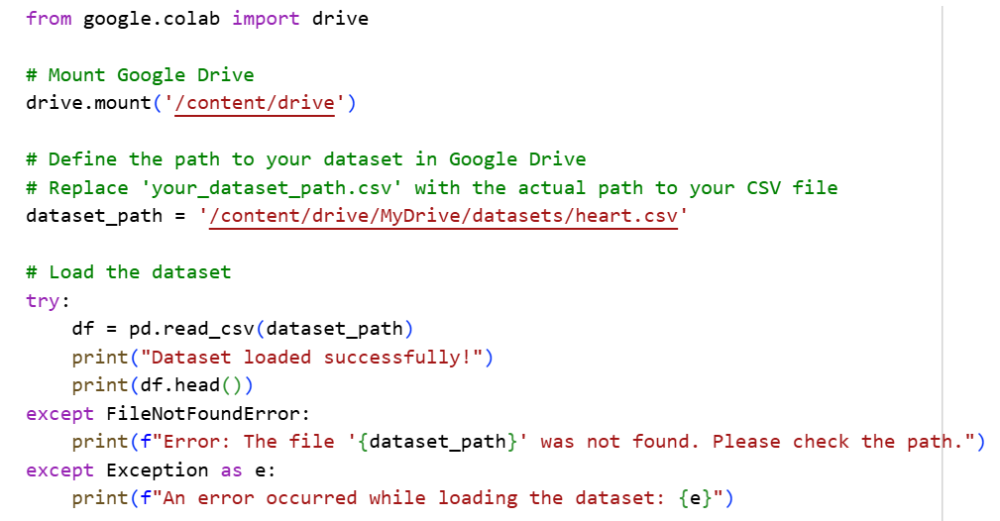 from google.colab import drive
# Mount Google Drive
drive.mount('/content/drive')
# Define the path to your dataset in Google Drive
# Replace 'your_dataset_path.csv' with the actual path to your CSV file
dataset_path = '/content/drive/MyDrive/datasets/heart.csv'
# Load the dataset
try:
    df = pd.read_csv(dataset_path)
    print("Dataset loaded successfully!")
    print(df.head())
except FileNotFoundError:
    print(f"Error: The file '{dataset_path}' was not found. Please check the path.")
except Exception as e:
    print(f"An error occurred while loading the dataset: {e}")